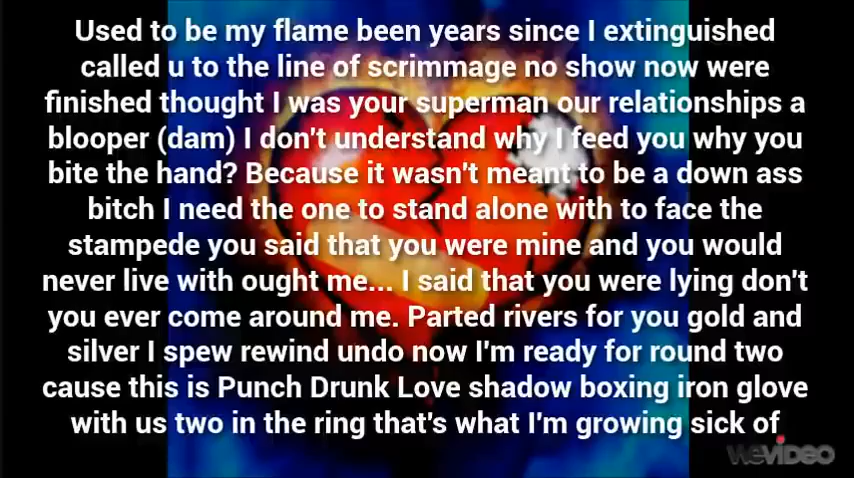 Used to be my flame been years since I extinguished
called u to the line of scrimmage no show now were
finished thought I was your superman our relationships a
blooper (dam) I don't understand why I feed you why you
bite the hand? Because it wasn't meant to be a down ass
bitch I need the one to stand alone with to face the
stampede you said that you were mine and you would
never live with ought me... I said that you were lying don't
you ever come around me. Parted rivers for you gold and
silver I spew rewind undo now I'm ready for round two
cause this is Punch Drunk Love shadow boxing iron glove
with us two in the ring that's what I'm growing sick of
WEVIDEO